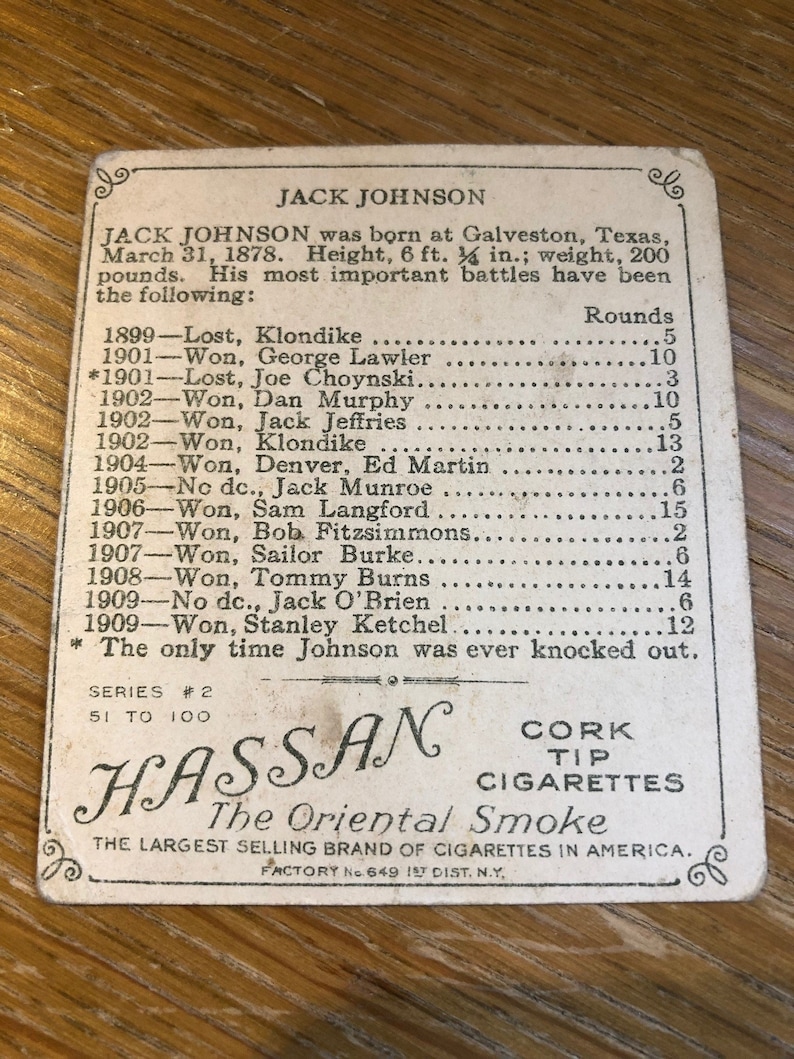 JACK JOHNSON
JACK JOHNSON was born at Galveston, Texas,
March 31, 1878. Height, 6 ft. ¼ in.; weight, 200
pounds. His most important battles have been
the following:
Rounds
1899—Lost, Klondike ..............................5
1901—Won, George Lawler ......................10
*1901—Lost, Joe Choynski.........................3
1902—Won, Dan Murphy .........................10
1902—Won, Jack Jeffries .........................5
1902—Won, Klondike .............................13
1904—Won, Denver, Ed Martin ................2
1905—No dc., Jack Munroe ......................6
1906—Won, Sam Langford .......................15
1907—Won, Bob Fitzsimmons....................2
1907—Won, Sailor Burke..........................6
1908—Won, Tommy Burns .......................14
1909—No dc., Jack O'Brien ......................6
1909—Won, Stanley Ketchel.....................12
* The only time Johnson was ever knocked out.
SERIES #2
51 TO 100
HASSAN
CORK
TIP
CIGARETTES
The Oriental Smoke
THE LARGEST SELLING BRAND OF CIGARETTES IN AMERICA.
FACTORY No. 649 1ST DIST. N.Y.